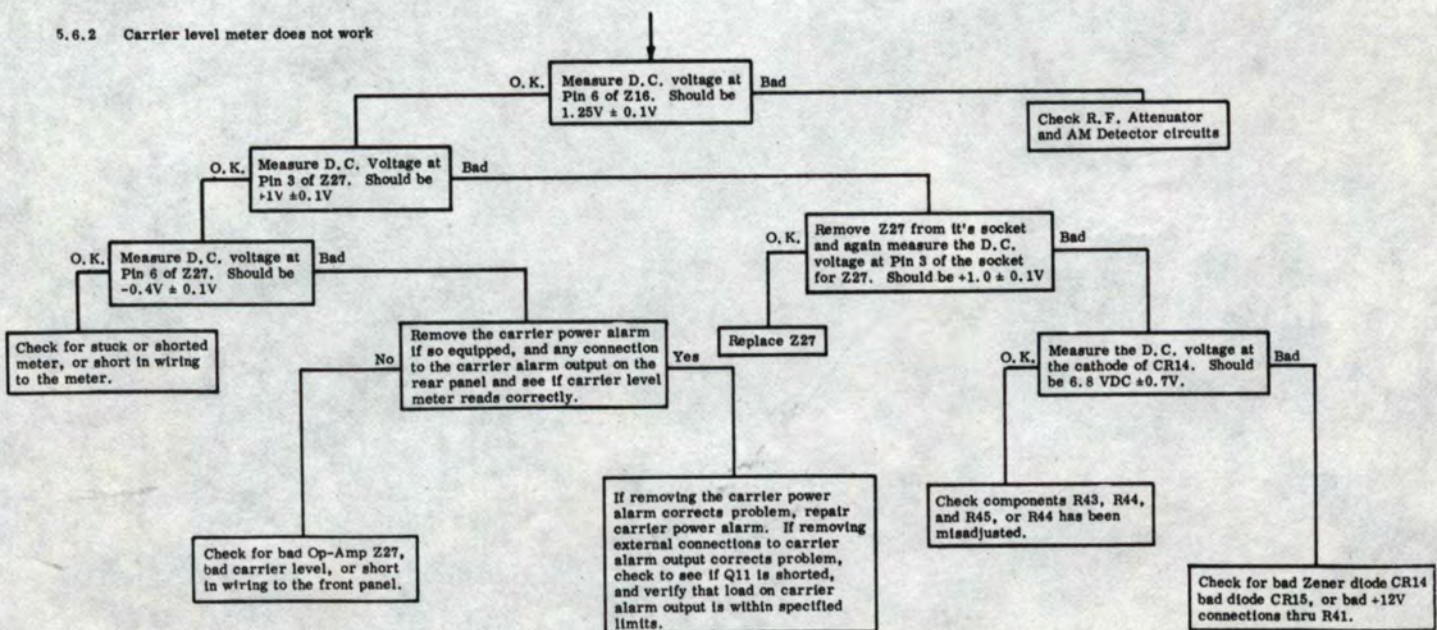 5.6.2 Carrier level meter does not work
O.K.
Measure D.C. voltage at
Pin 6 of Z16. Should be
1.25V ± 0.1V
Bad
Check R.F. Attenuator
and AM Detector circuits
O.K.
Measure D.C. Voltage at
Pin 3 of Z27. Should be
+1V ±0.1V
Bad
O.K.
Remove Z27 from it's socket
and again measure the D.C.
voltage at Pin 3 of the socket
for Z27. Should be +1.0 ± 0.1V
Bad
O.K.
Measure D.C. voltage at
Pin 6 of Z27. Should be
-0.4V ± 0.1V
Bad
Check for stuck or shorted
meter, or short in wiring
to the meter.
No
Remove the carrier power alarm
if so equipped, and any connection
to the carrier alarm output on the
rear panel and see if carrier level
meter reads correctly.
Yes
Replace Z27
O.K.
Measure the D.C. voltage at
the cathode of CR14. Should
be 6.8 VDC ±0.7V.
Bad
Check for bad Op-Amp Z27,
bad carrier level, or short
in wiring to the front panel.
If removing the carrier power
alarm corrects problem, repair
carrier power alarm. If removing
external connections to carrier
alarm output corrects problem,
check to see if Q11 is shorted,
and verify that load on carrier
alarm output is within specified
limits.
Check components R43, R44,
and R45, or R44 has been
misadjusted.
Check for bad Zener diode CR14
bad diode CR15, or bad +12V
connections thru R41.